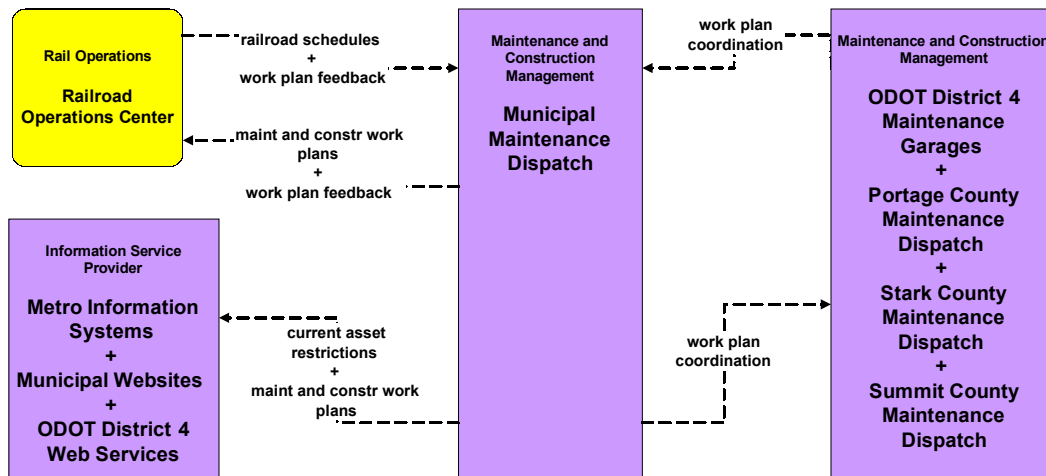 Rail Operations
Railroad
Operations Center
railroad schedules
+
work plan feedback
maint and constr work
plans
+
work plan feedback
Information Service
Provider
Metro Information
Systems
+
Municipal Websites
+
ODOT District 4
Web Services
current asset
restrictions
+
maint and constr work
plans
Maintenance and
Construction
Management
Municipal
Maintenance
Dispatch
work plan
coordination
work plan
coordination
Maintenance and Construction
Management
ODOT District 4
Maintenance
Garages
+
Portage County
Maintenance
Dispatch
+
Stark County
Maintenance
Dispatch
+
Summit County
Maintenance
Dispatch